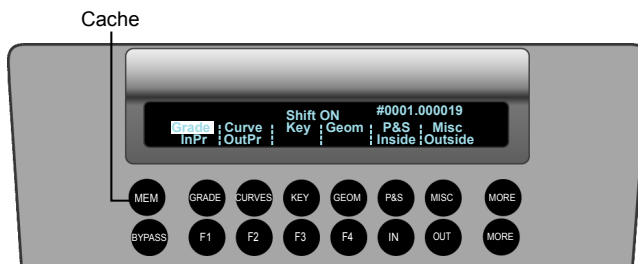 Cache
Shift ON #0001.000019
Grade Curve Key Geom P&S Misc
InPr OutPr Inside Outside
MEM GRADE CURVES KEY GEOM P&S MISC MORE
BYPASS F1 F2 F3 F4 IN OUT MORE